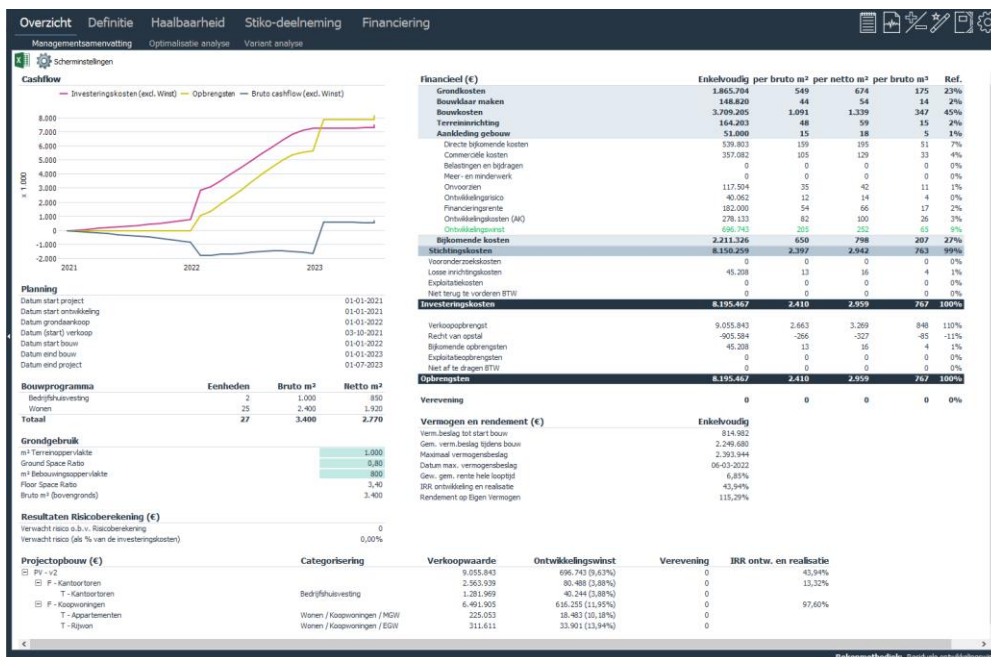 Overzicht Definitie Haalbaarheid Stiko-deelneming Financiering
Managementsamenvatting Optimalisatie analyse Variant analyse
Scherminstellingen
Cashflow
Investeringskosten (excl. Winst) Opbrengsten Bruto cashflow (excl. Winst)
x 1.000
8.000
7.000
6.000
5.000
4.000
3.000
2.000
1.000
0
-1.000
-2.000
2021 2022 2023
Planning
Datum start project 01-01-2021
Datum start ontwikkeling 01-01-2021
Datum grondaankoop 01-01-2022
Datum (start) verkoop 03-10-2021
Datum start bouw 01-01-2022
Datum eind bouw 01-01-2023
Datum eind project 01-07-2023
Bouwprogramma Eenheden Bruto m² Netto m²
Bedrijfshuisvesting 2 1.000 850
Wonen 25 2.400 1.920
Totaal 27 3.400 2.770
Grondgebruik
m² Terreinoppervlakte 1.000
Ground Space Ratio 0,80
m² Bebouwingsoppervlakte 800
Floor Space Ratio 3,40
Bruto m² (bovengronds) 3.400
Resultaten Risicoberekening (€)
Verwacht risico o.b.v. Risicoberekening 0
Verwacht risico (als % van de investeringskosten) 0,00%
Financieel (€) Enkelvoudig per bruto m² per netto m² per bruto m³ Ref.
Grondkosten 1.865.704 549 674 175 23%
Bouwklaar maken 148.820 44 54 14 2%
Bouwkosten 3.709.205 1.091 1.339 347 45%
Terreininrichting 164.203 48 59 15 2%
Aankleding gebouw 51.000 15 18 5 1%
Directe bijkomende kosten 539.803 159 195 51 7%
Commerciële kosten 357.082 105 129 33 4%
Belastingen en bijdragen 0 0 0 0 0%
Meer- en minderwerk 0 0 0 0 0%
Onvoorzien 117.504 35 42 11 1%
Ontwikkelingsrisico 40.062 12 14 4 0%
Financieringsrente 182.000 54 66 17 2%
Ontwikkelingskosten (AK) 278.133 82 100 26 3%
Ontwikkelingswinst 696.743 205 252 65 9%
Bijkomende kosten 2.211.326 650 798 207 27%
Stichtingskosten 8.150.259 2.397 2.942 763 99%
Vooronderzoekskosten 0 0 0 0 0%
Losse inrichtingskosten 45.208 13 16 4 1%
Exploitatiekosten 0 0 0 0 0%
Niet terug te vorderen BTW 0 0 0 0 0%
Investeringskosten 8.195.467 2.410 2.959 767 100%
Verkoopopbrengst 9.055.843 2.663 3.269 848 110%
Recht van opstal -905.584 -266 -327 -85 -11%
Bijkomende opbrengsten 45.208 13 16 4 1%
Exploitatieopbrengsten 0 0 0 0 0%
Niet af te dragen BTW 0 0 0 0 0%
Opbrengsten 8.195.467 2.410 2.959 767 100%
Verevening 0 0 0 0 0%
Vermogen en rendement (€) Enkelvoudig
Verm.beslag tot start bouw 814.982
Gem. verm.beslag tijdens bouw 2.249.680
Maximaal vermogensbeslag 2.393.944
Datum max. vermogensbeslag 06-03-2022
Gew. gem. rente hele looptijd 6,85%
IRR ontwikkeling en realisatie 43,94%
Rendement op Eigen Vermogen 115,29%
Projectopbouw (€) Categorisering Verkoopwaarde Ontwikkelingswinst Verevening IRR ontw. en realisatie
PV - v2 9.055.843 696.743 (9,63%) 0 43,94%
F - Kantoortoren 2.563.939 80.488 (3,88%) 0 13,32%
T - Kantoortoren Bedrijfshuisvesting 1.281.969 40.244 (3,88%) 0
F - Koopwoningen 6.491.905 616.255 (11,95%) 0 97,60%
T - Appartementen Wonen / Koopwoningen / MGW 225.053 18.483 (10,18%) 0
T - Rijwon Wonen / Koopwoningen / EGW 311.611 33.901 (13,94%) 0